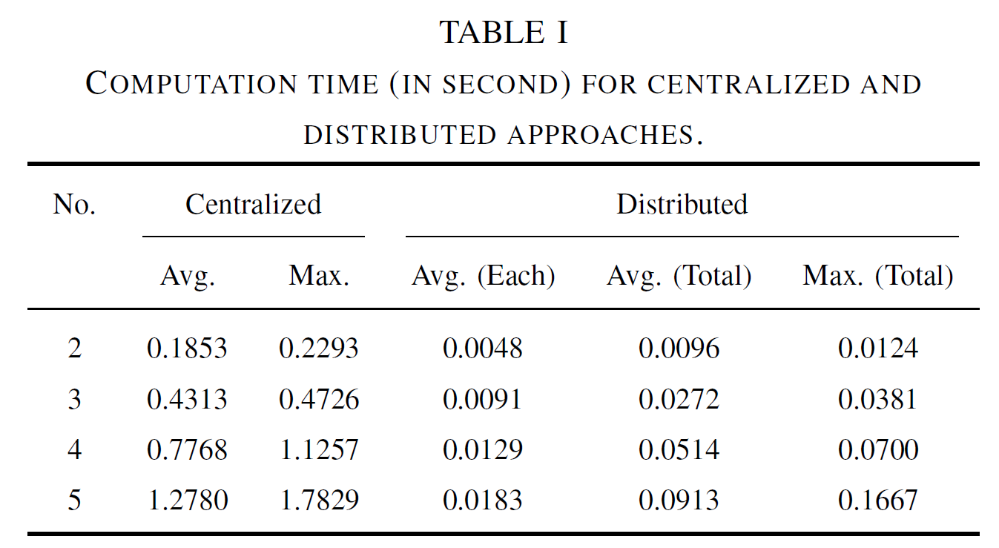 TABLE I
COMPUTATION TIME (IN SECOND) FOR CENTRALIZED AND
DISTRIBUTED APPROACHES.
No. Centralized Distributed
Avg. Max. Avg. (Each) Avg. (Total) Max. (Total)
2 0.1853 0.2293 0.0048 0.0096 0.0124
3 0.4313 0.4726 0.0091 0.0272 0.0381
4 0.7768 1.1257 0.0129 0.0514 0.0700
5 1.2780 1.7829 0.0183 0.0913 0.1667